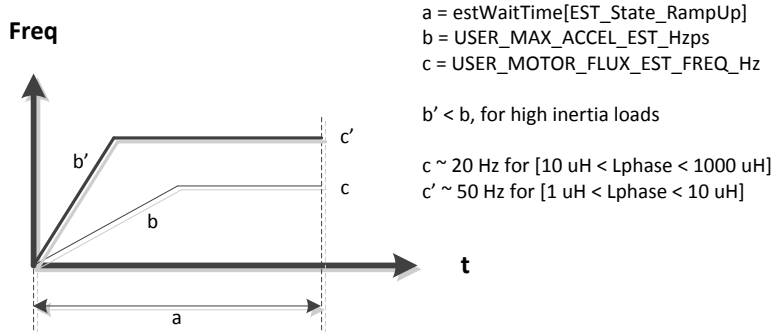 Freq
b’
c’
c
b
t
a
a = estWaitTime[EST_State_RampUp]
b = USER_MAX_ACCEL_EST_Hzps
c = USER_MOTOR_FLUX_EST_FREQ_Hz
b’ < b, for high inertia loads
c ~ 20 Hz for [10 uH < Lphase < 1000 uH]
c’ ~ 50 Hz for [1 uH < Lphase < 10 uH]